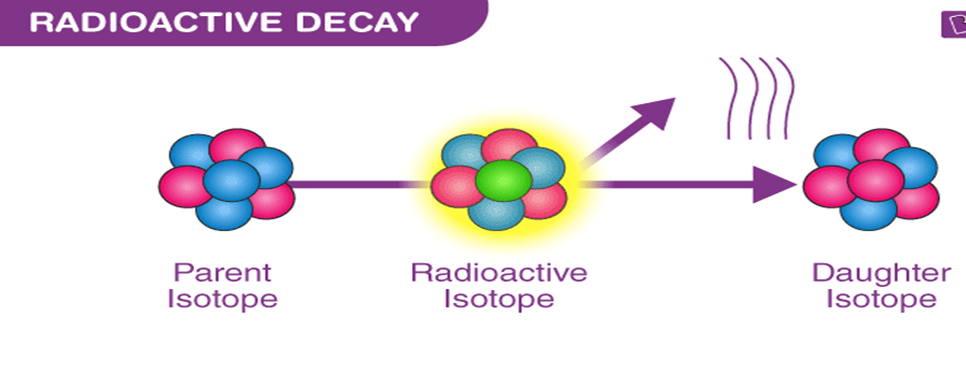 RADIOACTIVE DECAY
Parent
Isotope
Radioactive
Isotope
Daughter
Isotope